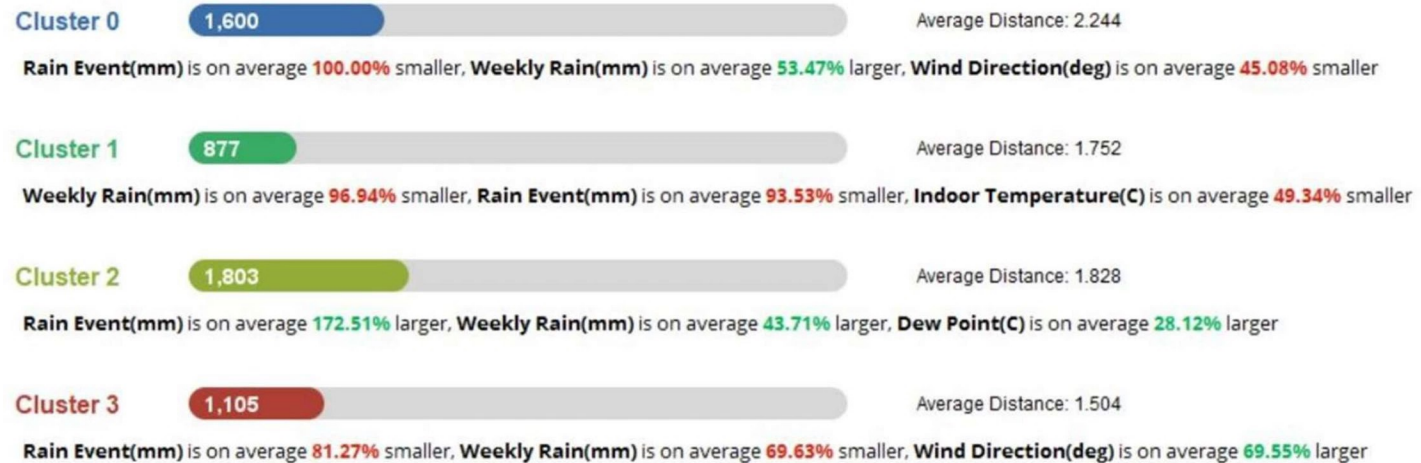 Cluster 0 1,600 Average Distance: 2.244
Rain Event(mm) is on average 100.00% smaller, Weekly Rain(mm) is on average 53.47% larger, Wind Direction(deg) is on average 45.08% smaller
Cluster 1 877 Average Distance: 1.752
Weekly Rain(mm) is on average 96.94% smaller, Rain Event(mm) is on average 93.53% smaller, Indoor Temperature(C) is on average 49.34% smaller
Cluster 2 1,803 Average Distance: 1.828
Rain Event(mm) is on average 172.51% larger, Weekly Rain(mm) is on average 43.71% larger, Dew Point(C) is on average 28.12% larger
Cluster 3 1,105 Average Distance: 1.504
Rain Event(mm) is on average 81.27% smaller, Weekly Rain(mm) is on average 69.63% smaller, Wind Direction(deg) is on average 69.55% larger